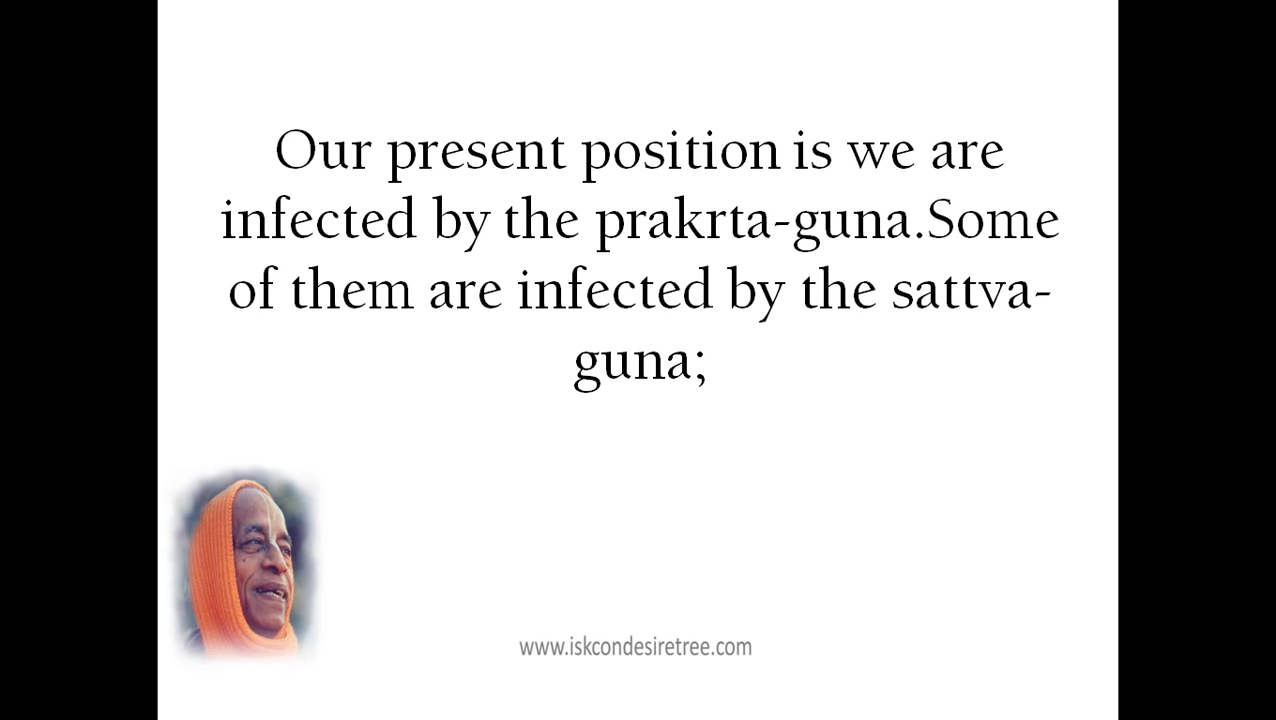 Our present position is we are
infected by the prakrta-guna.Some
of them are infected by the sattva-
guna;
www.iskcondesiretree.com